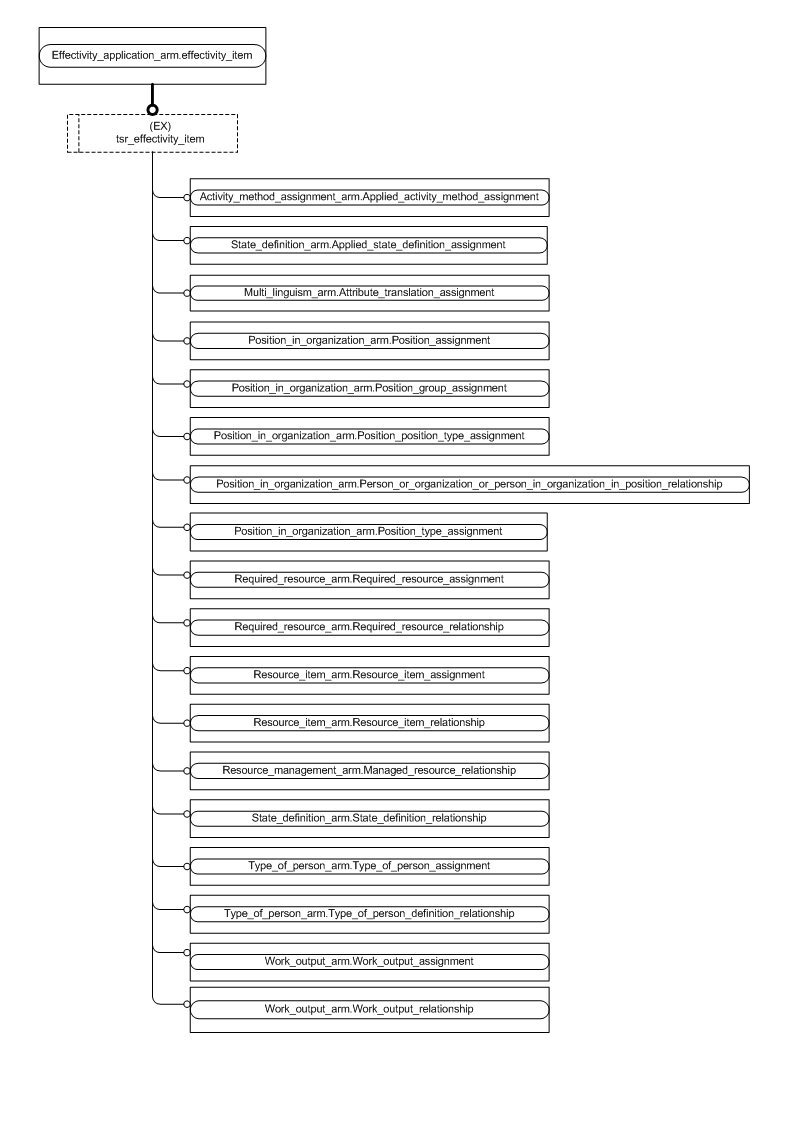 Effectivity_application_arm.effectivity_item
(EX)
tsr_effectivity_item
Activity_method_assignment_arm.Applied_activity_method_assignment
State_definition_arm.Applied_state_definition_assignment
Multi_linguism_arm.Attribute_translation_assignment
Position_in_organization_arm.Position_assignment
Position_in_organization_arm.Position_group_assignment
Position_in_organization_arm.Position_position_type_assignment
Position_in_organization_arm.Person_or_organization_or_person_in_organization_in_position_relationship
Position_in_organization_arm.Position_type_assignment
Required_resource_arm.Required_resource_assignment
Required_resource_arm.Required_resource_relationship
Resource_item_arm.Resource_item_assignment
Resource_item_arm.Resource_item_relationship
Resource_management_arm.Managed_resource_relationship
State_definition_arm.State_definition_relationship
Type_of_person_arm.Type_of_person_assignment
Type_of_person_arm.Type_of_person_definition_relationship
Work_output_arm.Work_output_assignment
Work_output_arm.Work_output_relationship